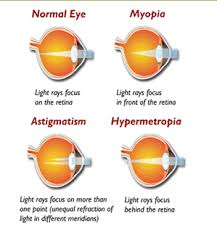 Normal Eye
Light rays focus
on the retina
Myopia
Light rays focus
in front of the retina
Astigmatism
Light rays focus on more than
one point (unequal refraction of
light in different meridians)
Hypermetropia
Light rays focus
behind the retina